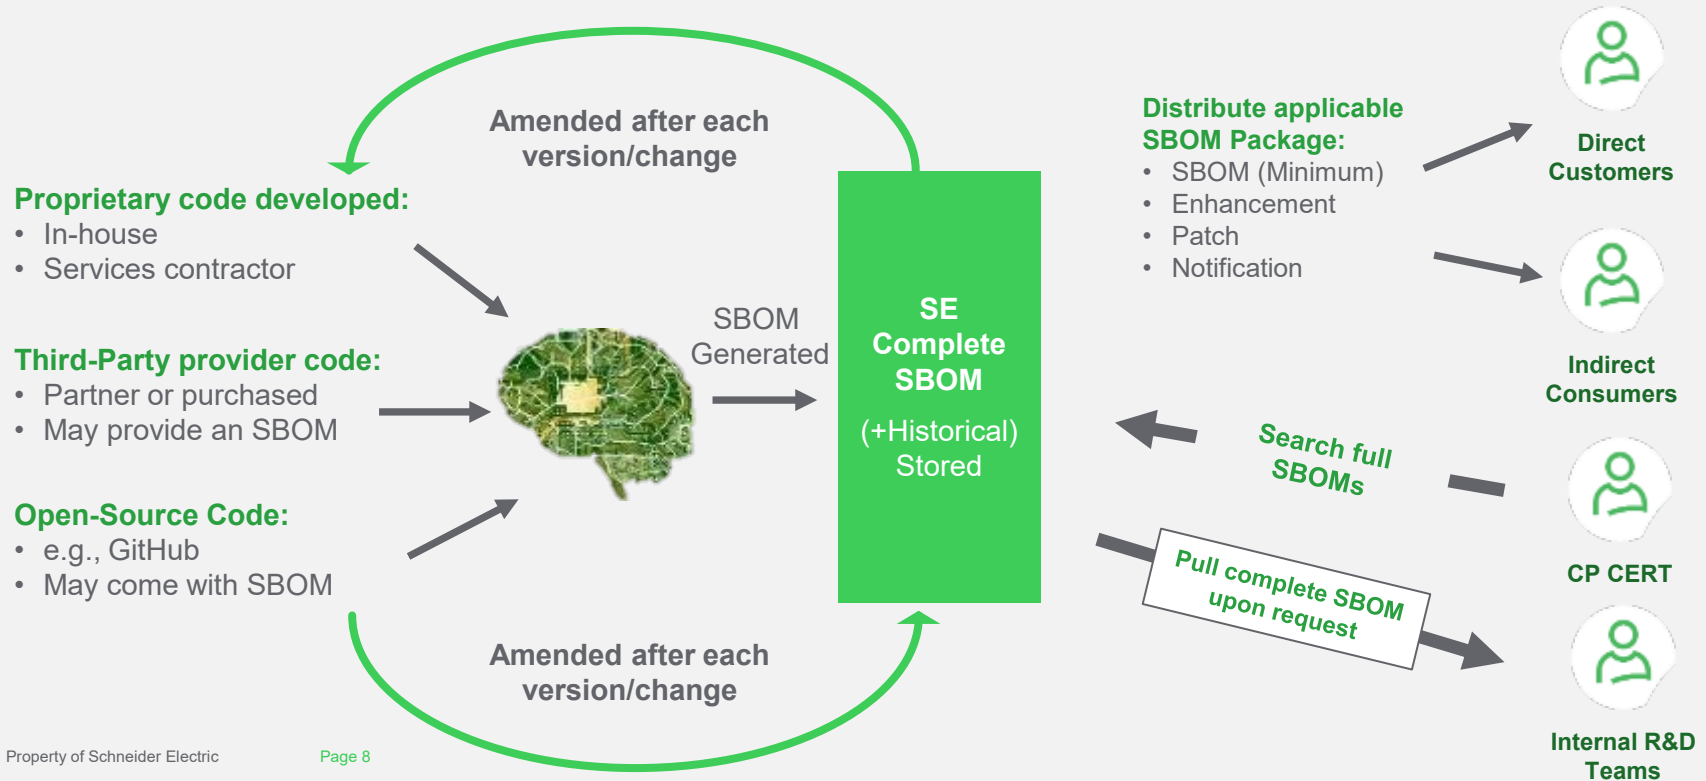 Amended after each
version/change
Proprietary code developed:
• In-house
• Services contractor
Third-Party provider code:
• Partner or purchased
• May provide an SBOM
Open-Source Code:
• e.g., GitHub
• May come with SBOM
SBOM
Generated
SE
Complete
SBOM
(+Historical)
Stored
Amended after each
version/change
Distribute applicable
SBOM Package:
• SBOM (Minimum)
• Enhancement
• Patch
• Notification
Direct
Customers
Indirect
Consumers
Search full
SBOMs
CP CERT
Pull complete SBOM
upon request
Internal R&D
Teams
Property of Schneider Electric
Page 8